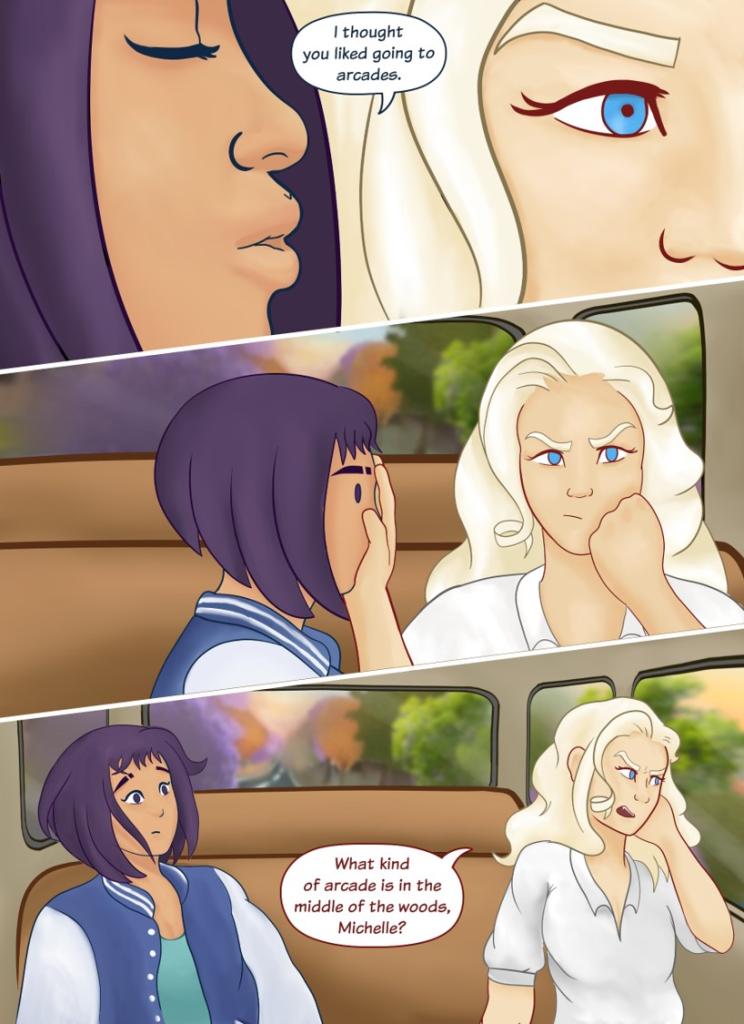 I thought
you liked going to
arcades.
What kind
of arcade is in the
middle of the woods,
Michelle?